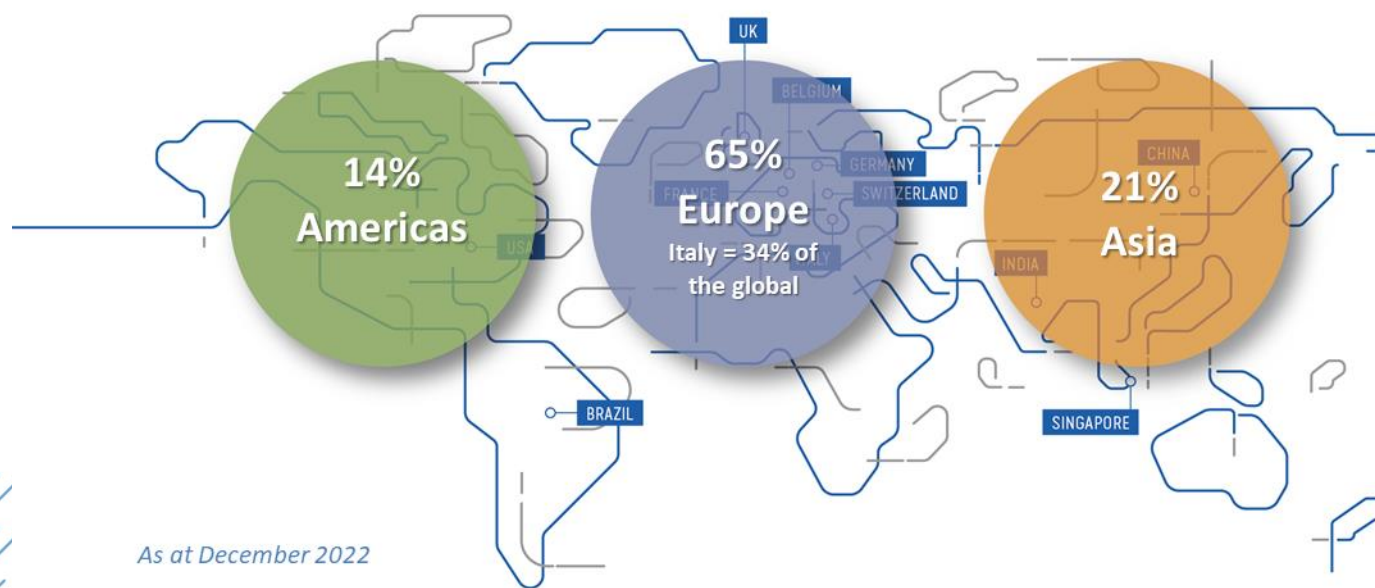 UK
BELGIUM
GERMANY
FRANCE
SWITZERLAND
ITALY
14%
Americas
USA
65%
Europe
Italy = 34% of
the global
CHINA
21%
Asia
INDIA
BRAZIL
SINGAPORE
As at December 2022